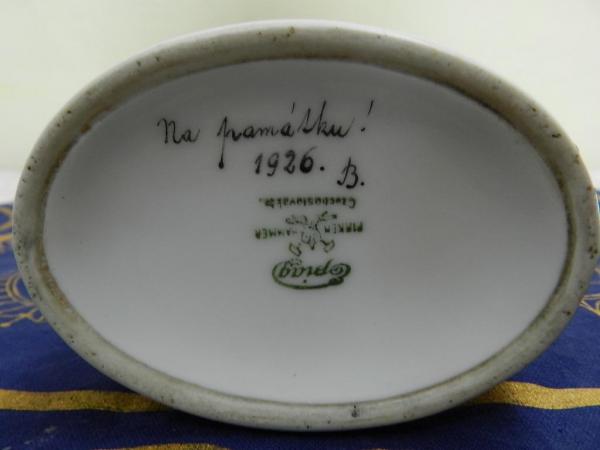 Na památku!
1926. B.
Epiag
PIRKEN HAMMER
Czechoslovakia.